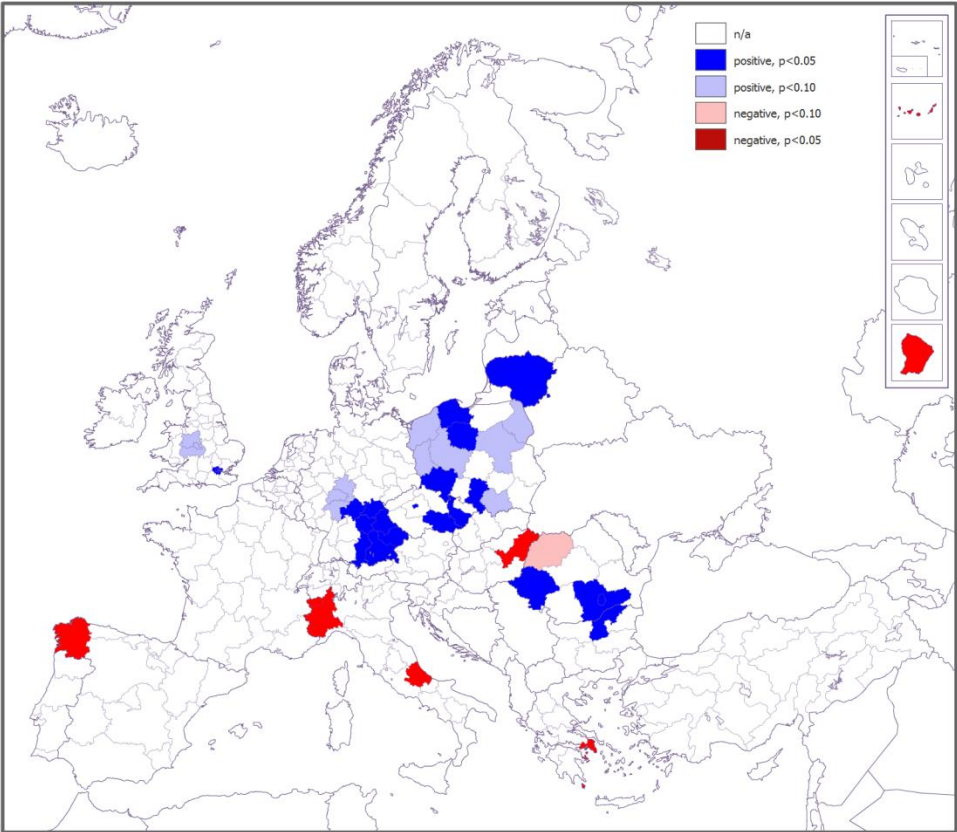 n/a
positive, p<0.05
positive, p<0.10
negative, p<0.10
negative, p<0.05